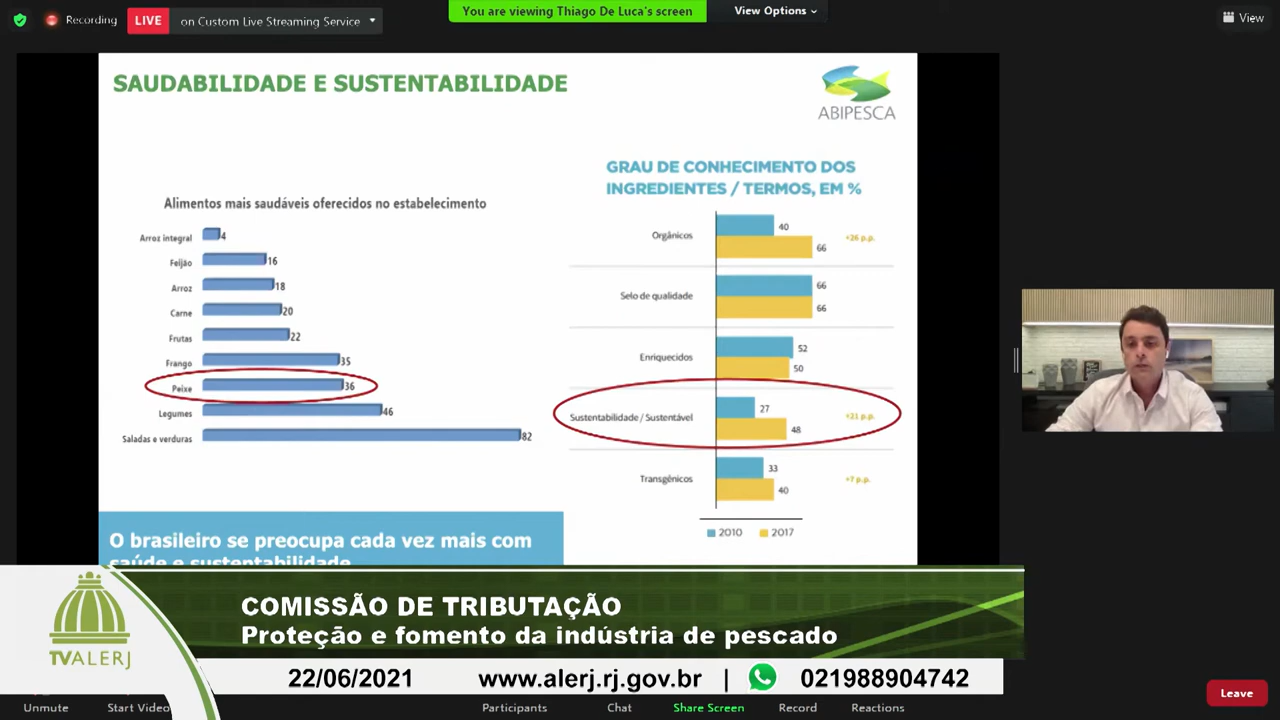 Recording
LIVE
on Custom Live Streaming Service
You are viewing Thiago De Luca's screen
View Options
View
SAUDABILIDADE E SUSTENTABILIDADE
ABIPESCA
Alimentos mais saudáveis oferecidos no estabelecimento
Arroz integral 4
Feijão 16
Arroz 18
Carne 20
Frutas 22
Frango 35
Peixe 36
Legumes 46
Saladas e verduras 82
GRAU DE CONHECIMENTO DOS
INGREDIENTES / TERMOS, EM %
Orgânicos 40 66 +26 p.p.
Selo de qualidade 66 66
Enriquecidos 52 50
Sustentabilidade / Sustentável 27 48 +21 p.p.
Transgênicos 33 40 +7 p.p.
2010 2017
O brasileiro se preocupa cada vez mais com
saúde e sustentabilidade
TVALERJ
COMISSÃO DE TRIBUTAÇÃO
Proteção e fomento da indústria de pescado
22/06/2021 www.alerj.rj.gov.br | 021988904742
Unmute Start Video Participants Chat Share Screen Record Reactions
Leave